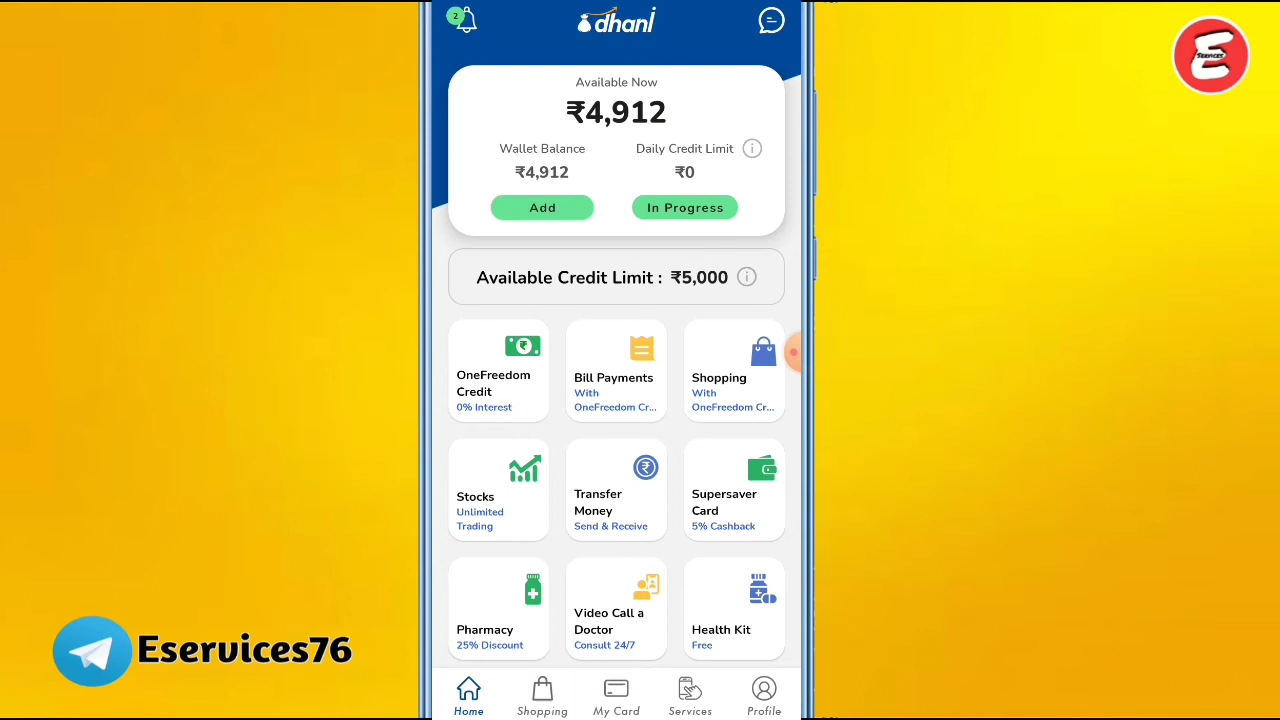 2
dhani
SERVICES
Available Now
₹4,912
Wallet Balance
Daily Credit Limit
₹4,912
₹0
Add
In Progress
Available Credit Limit : ₹5,000
OneFreedom
Credit
0% Interest
Bill Payments
With
OneFreedom Cr...
Shopping
With
OneFreedom Cr...
Stocks
Unlimited
Trading
Transfer
Money
Send & Receive
Supersaver
Card
5% Cashback
Pharmacy
25% Discount
Video Call a
Doctor
Consult 24/7
Health Kit
Free
Eservices76
Home
Shopping
My Card
Services
Profile